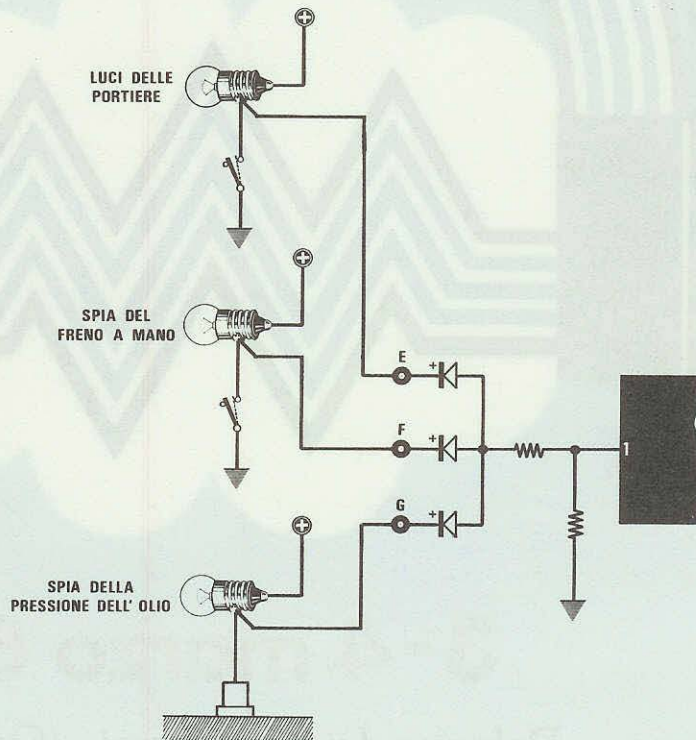 LUCI DELLE
PORTIERE
SPIA DEL
FRENO A MANO
E
+
F
+
1
G
+
SPIA DELLA
PRESSIONE DELL' OLIO